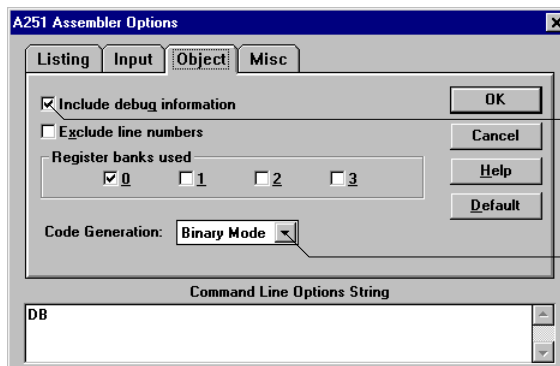 A251 Assembler Options
Listing Input Object Misc
Include debug information
Exclude line numbers
Register banks used
0 1 2 3
Code Generation: Binary Mode
OK
Cancel
Help
Default
Command Line Options String
DB